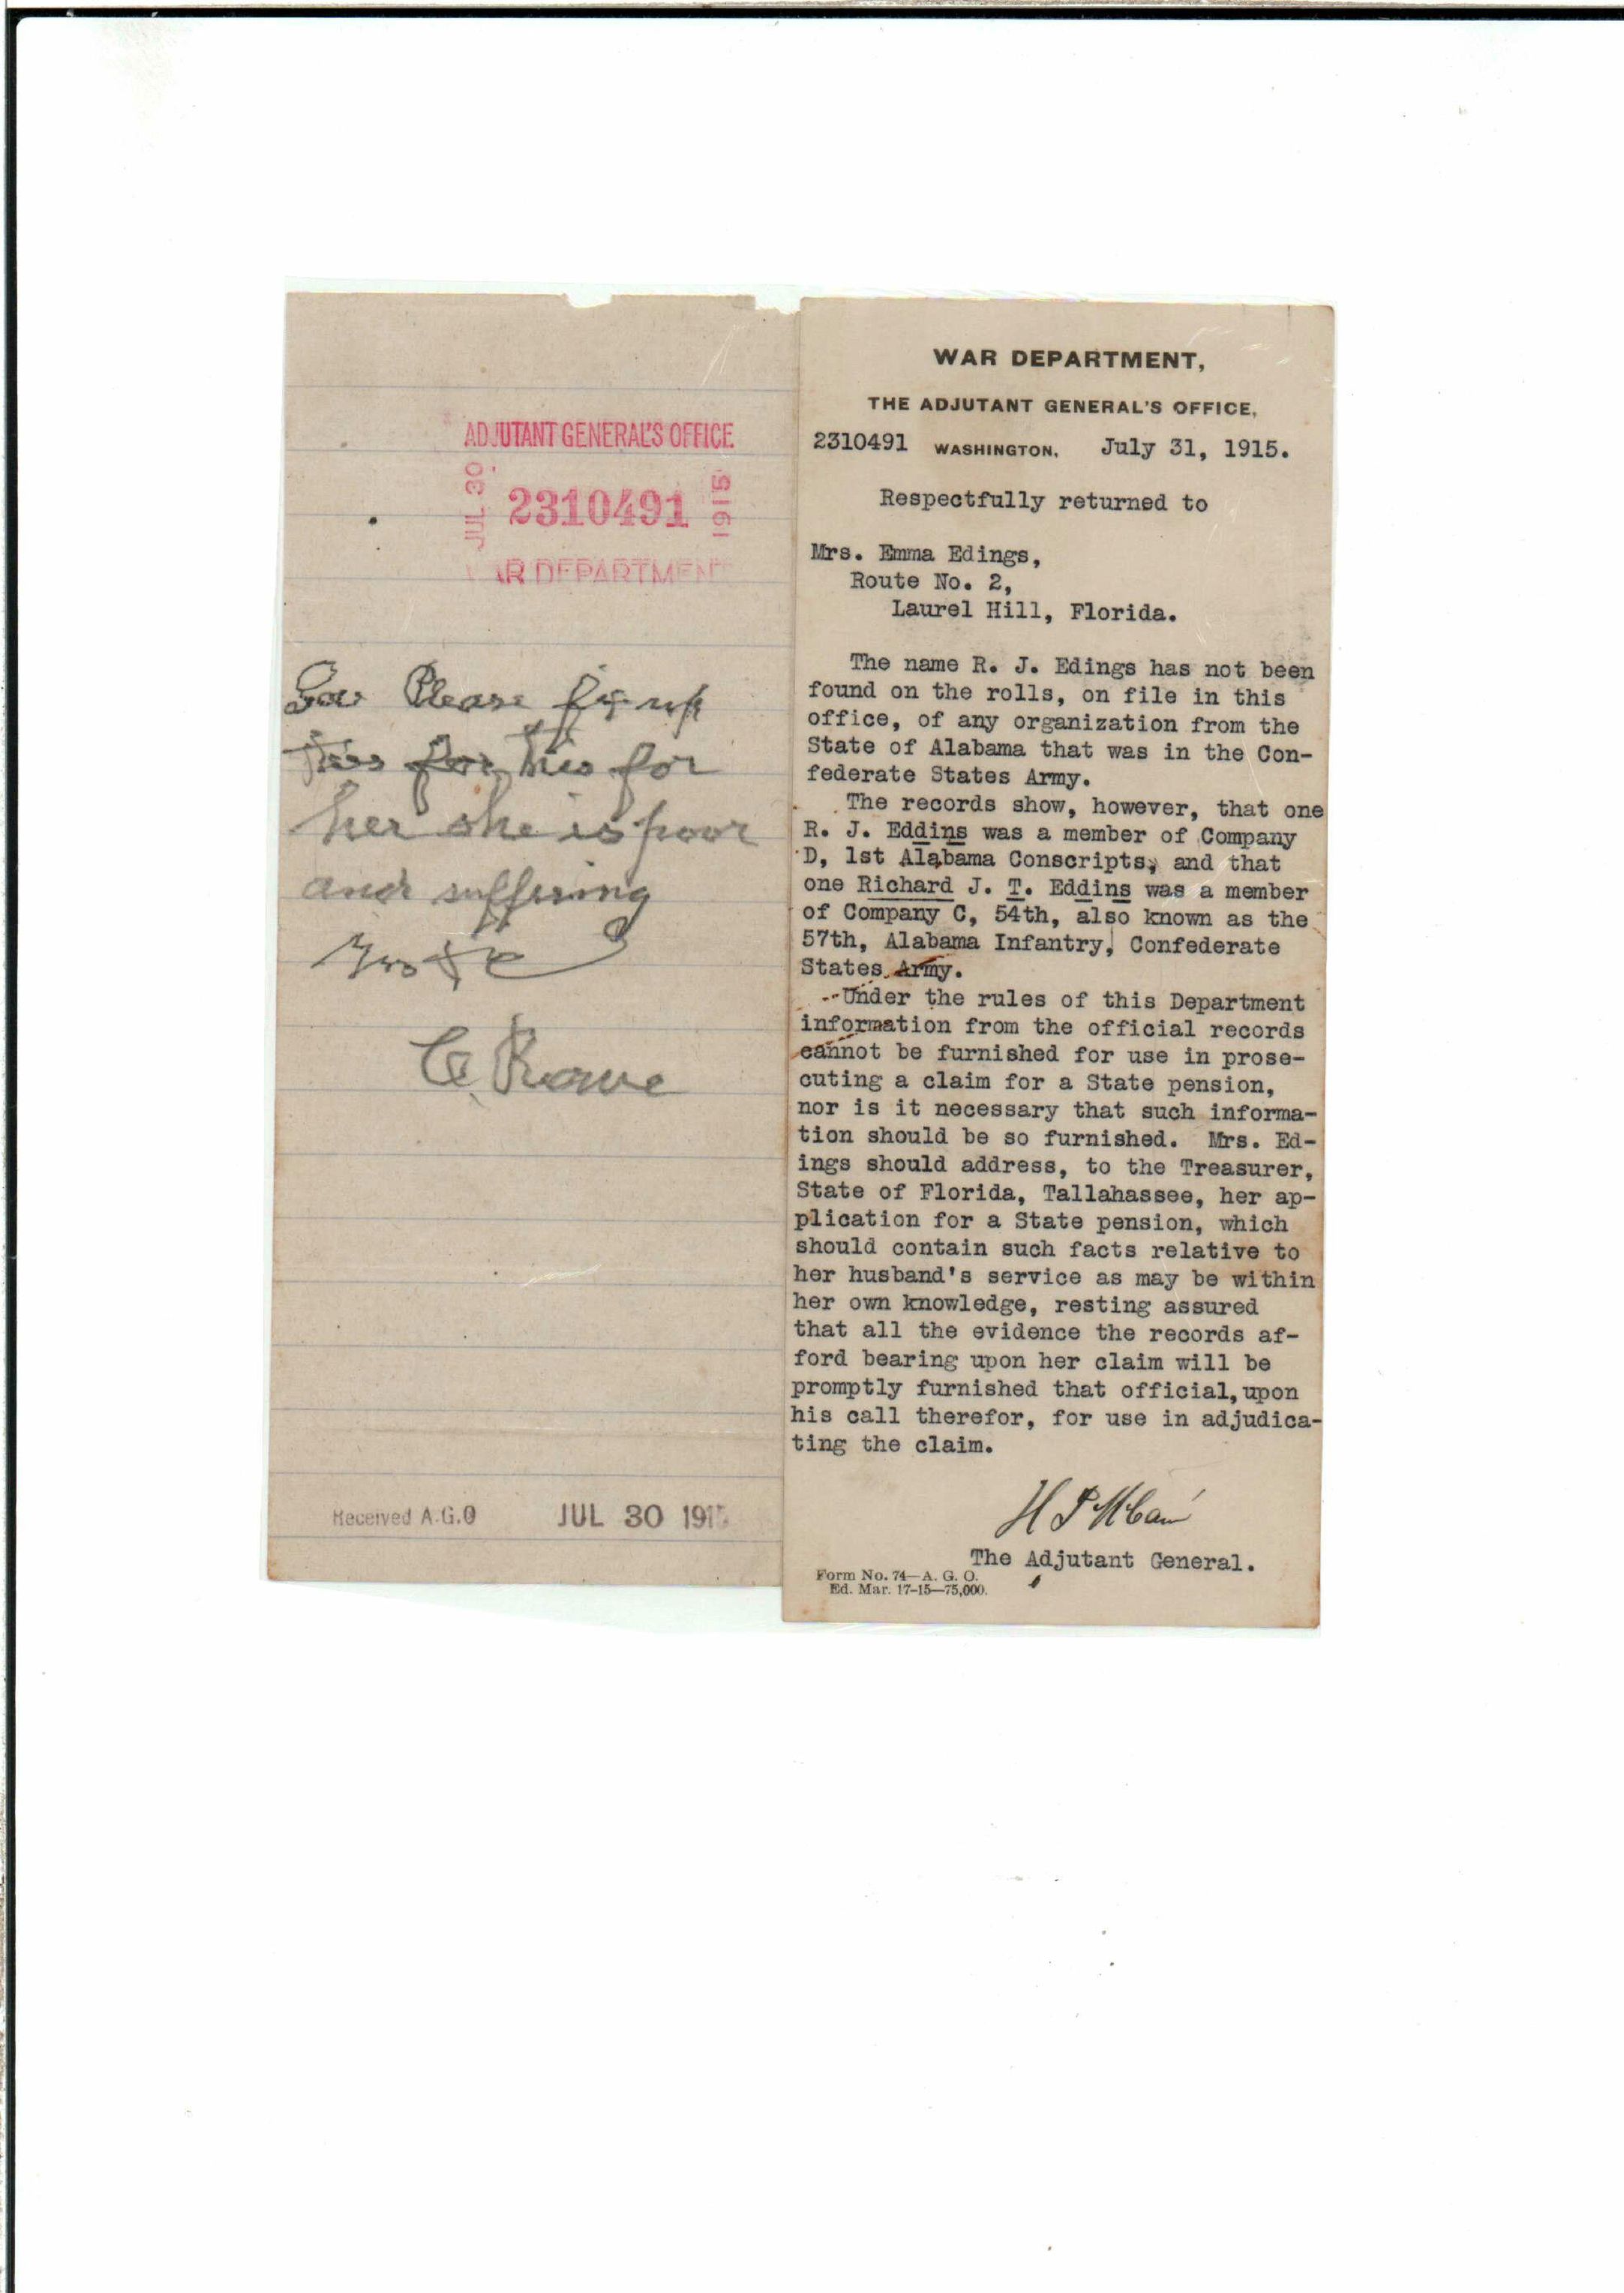 ADJUTANT GENERAL'S OFFICE
JUL 30 2310491 1915
WAR DEPARTMENT
Gov Please fix up
this for
her she is poor
and suffering
C. Rowe
Received A.G.O JUL 30 1915
WAR DEPARTMENT,
THE ADJUTANT GENERAL'S OFFICE,
2310491 WASHINGTON, July 31, 1915.
Respectfully returned to
Mrs. Emma Edings,
Route No. 2,
Laurel Hill, Florida.
The name R. J. Edings has not been
found on the rolls, on file in this
office, of any organization from the
State of Alabama that was in the Con-
federate States Army.
The records show, however, that one
R. J. Eddins was a member of Company
D, 1st Alabama Conscripts, and that
one Richard J. T. Eddins was a member
of Company C, 54th, also known as the
57th, Alabama Infantry, Confederate
States Army.
Under the rules of this Department
information from the official records
cannot be furnished for use in prose-
cuting a claim for a State pension,
nor is it necessary that such informa-
tion should be so furnished. Mrs. Ed-
ings should address, to the Treasurer,
State of Florida, Tallahassee, her ap-
plication for a State pension, which
should contain such facts relative to
her husband's service as may be within
her own knowledge, resting assured
that all the evidence the records af-
ford bearing upon her claim will be
promptly furnished that official, upon
his call therefor, for use in adjudica-
ting the claim.
H P McCain
The Adjutant General.
Form No. 74—A. G. O.
Ed. Mar. 17-15—75,000.